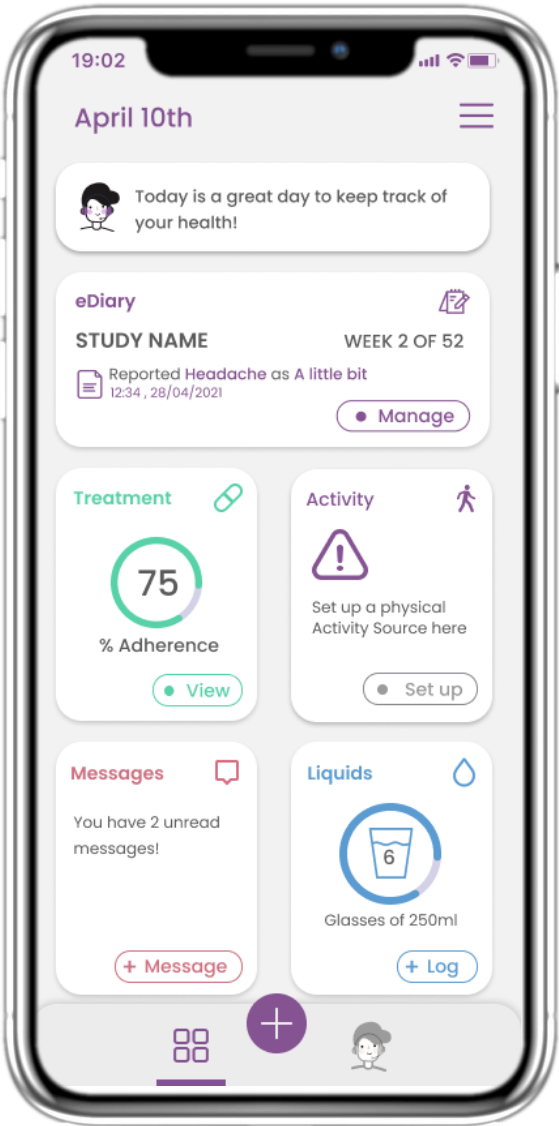 19:02
April 10th
Today is a great day to keep track of
your health!
eDiary
STUDY NAME
WEEK 2 OF 52
Reported Headache as A little bit
12:34 , 28/04/2021
Manage
Treatment
75
% Adherence
View
Activity
Set up a physical
Activity Source here
Set up
Messages
You have 2 unread
messages!
+ Message
Liquids
6
Glasses of 250ml
+ Log